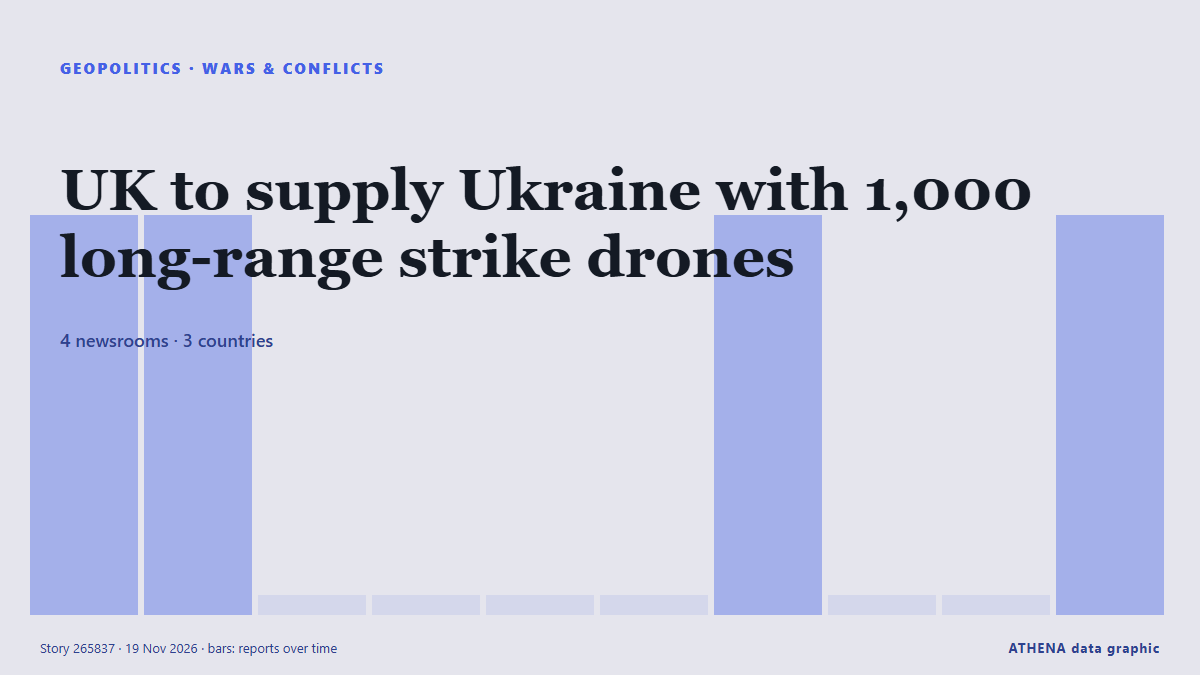 GEOPOLITICS · WARS & CONFLICTS
UK to supply Ukraine with 1,000
long-range strike drones
4 newsrooms · 3 countries
Story 265837 · 19 Nov 2026 · bars: reports over time
ATHENA data graphic